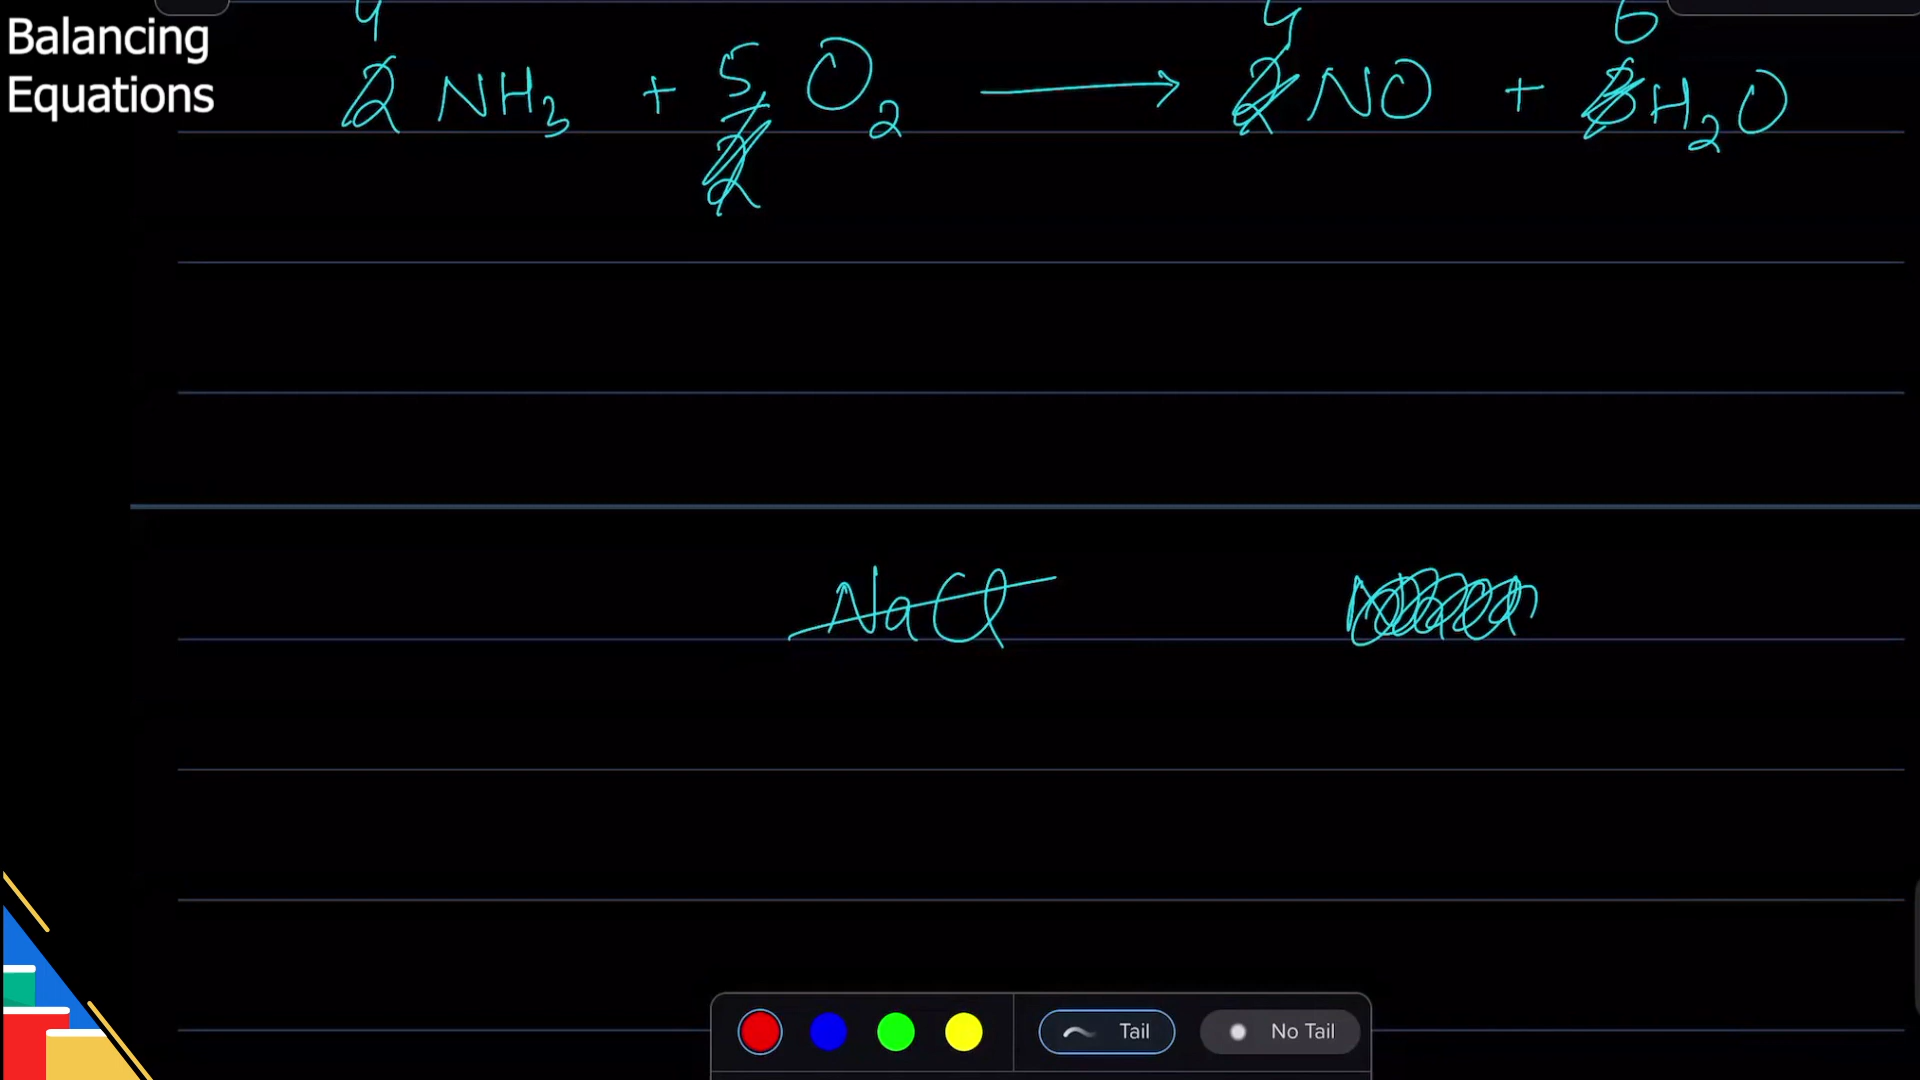 Balancing
Equations
4 4 6
2 NH3 + 5/2 O2 → 2 NO + 3 H2O
NaCl
Tail No Tail